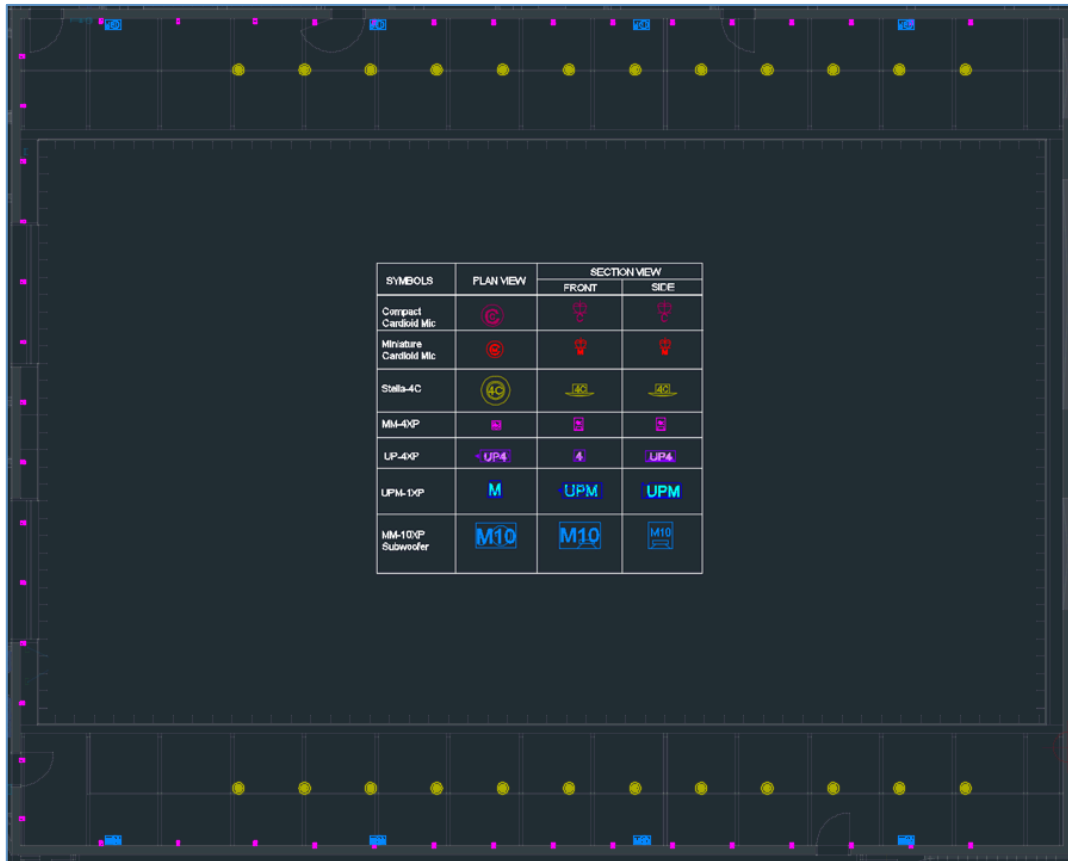 SYMBOLS
PLAN VIEW
SECTION VIEW
FRONT
SIDE
Compact
Cardioid Mic
C
C
C
Miniature
Cardioid Mic
Stella-4C
4C
4C
4C
MM-4XP
UP-4XP
UP4
4
UP4
UPM-1XP
M
UPM
UPM
MM-10XP
Subwoofer
M10
M10
M10